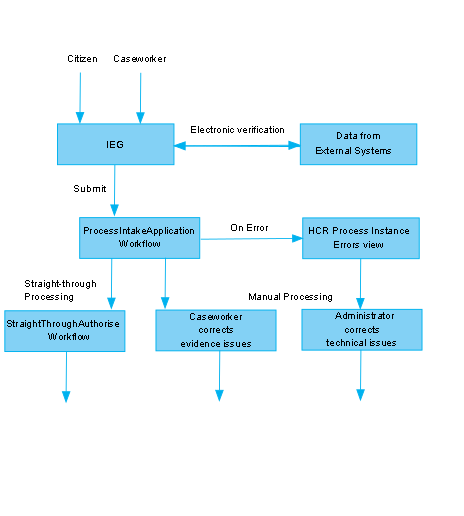 Citizen
Caseworker
Electronic verification
IEG
Data from
External Systems
Submit
ProcessIntakeApplication
Workflow
On Error
HCR Process Instance
Errors view
Straight-through
Processing
Manual Processing
StraightThroughAuthorise
Workflow
Caseworker
corrects
evidence issues
Administrator
corrects
technical issues